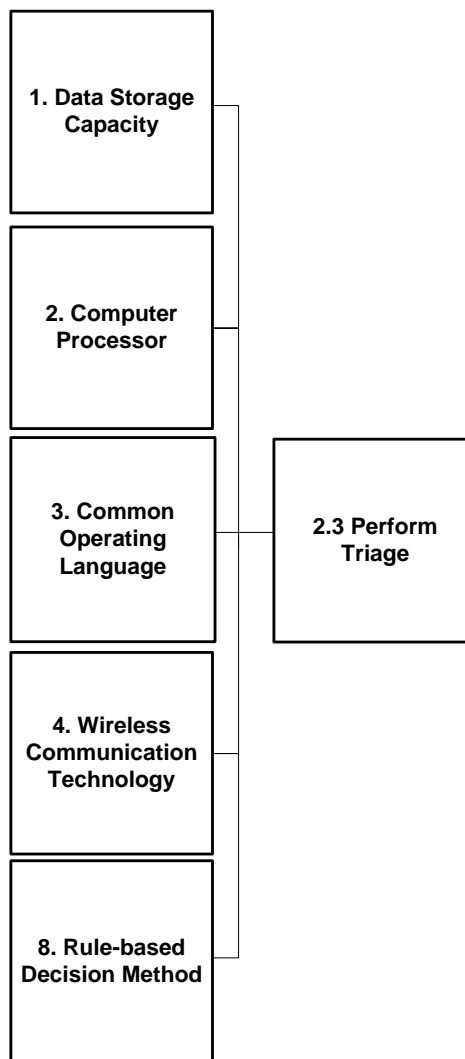 1. Data Storage
Capacity
2. Computer
Processor
3. Common
Operating
Language
2.3 Perform
Triage
4. Wireless
Communication
Technology
8. Rule-based
Decision Method